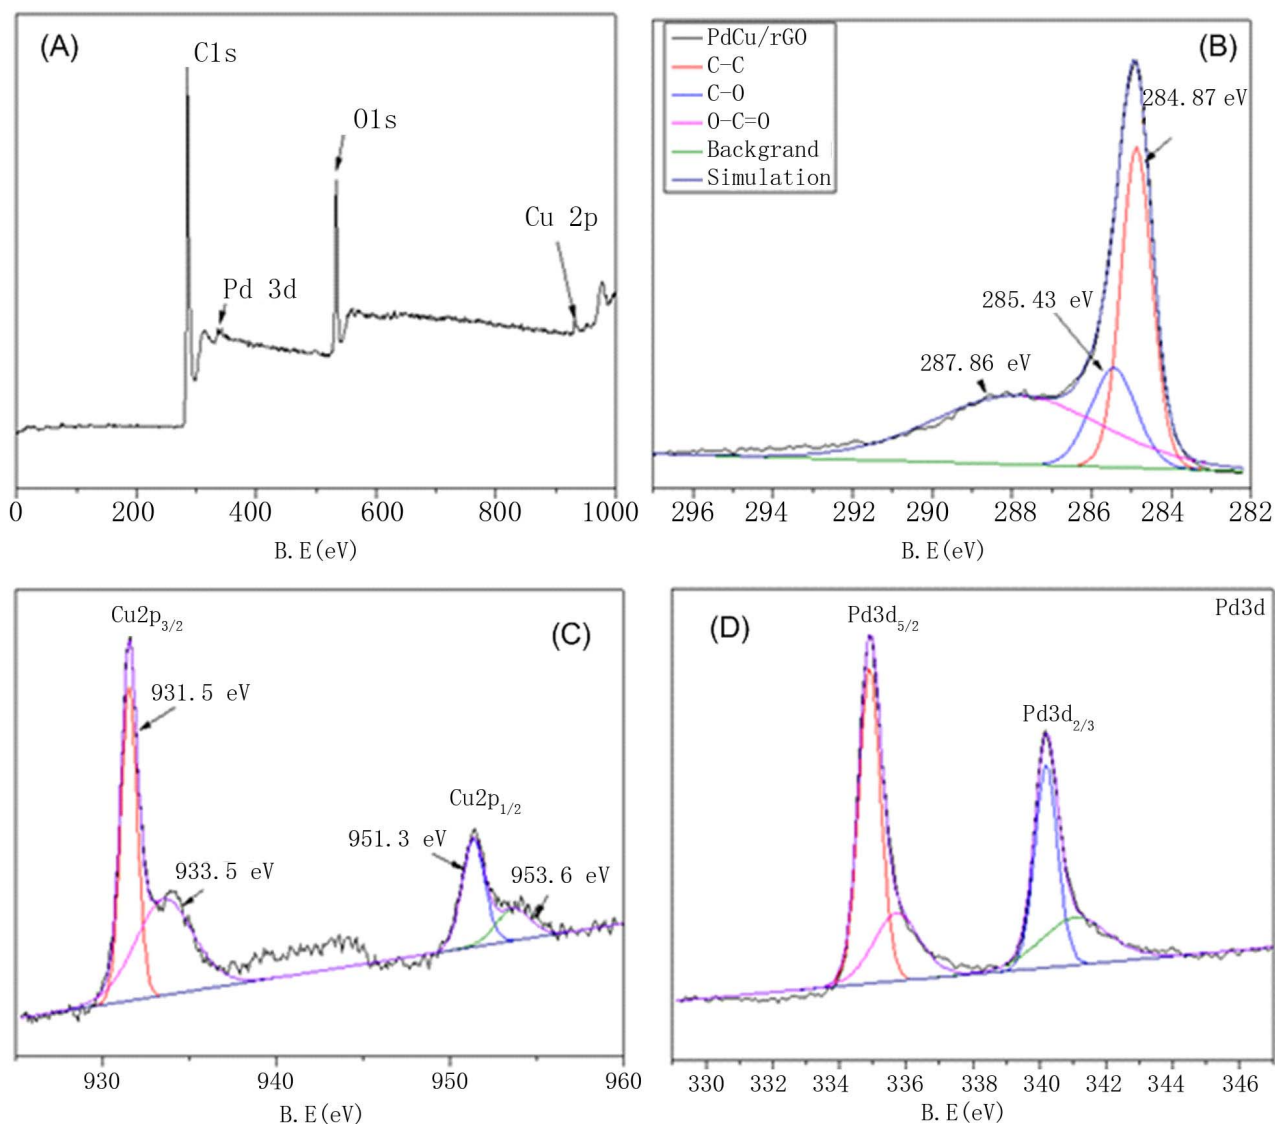 (A)
C1s
O1s
Cu 2p
Pd 3d
0 200 400 600 800 1000
B.E(eV)
PdCu/rGO
C-C
C-O
O-C=O
Backgrand
Simulation
(B)
284.87 eV
285.43 eV
287.86 eV
296 294 292 290 288 286 284 282
B.E(eV)
Cu2p3/2
(C)
931.5 eV
Cu2p1/2
951.3 eV
933.5 eV
953.6 eV
930 940 950 960
B.E(eV)
Pd3d
Pd3d5/2
(D)
Pd3d2/3
330 332 334 336 338 340 342 344 346
B.E(eV)